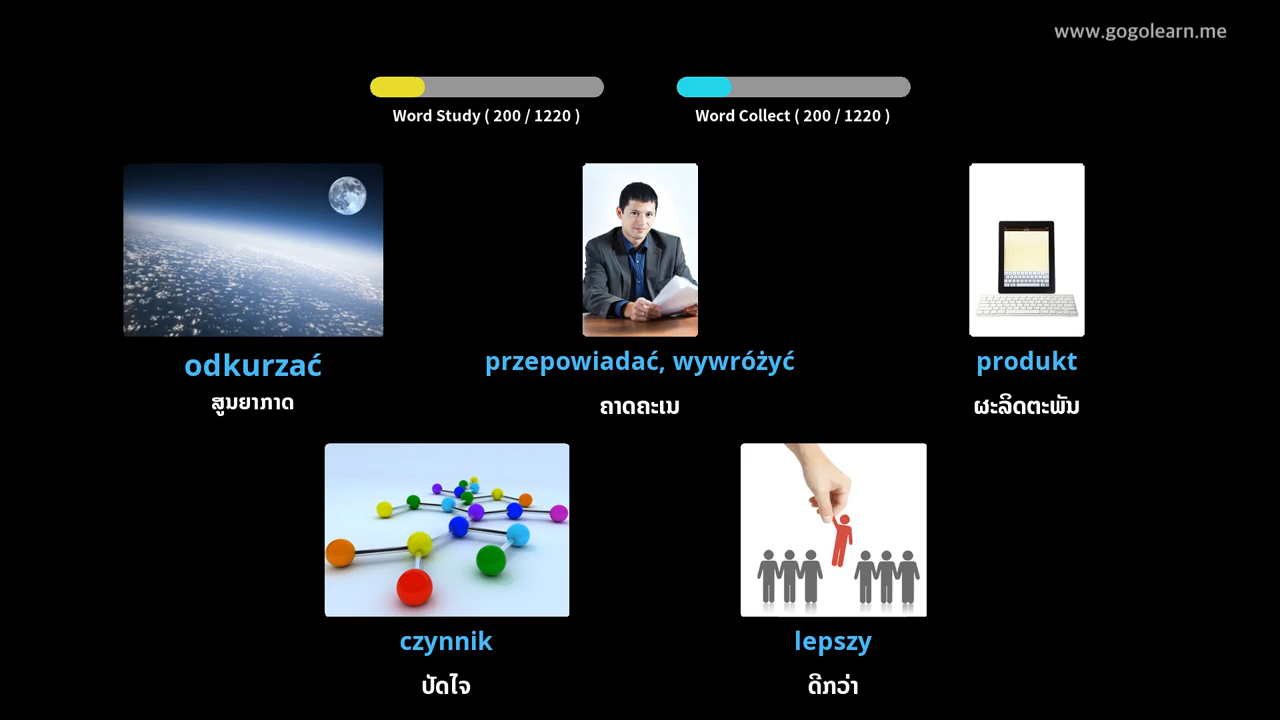 www.gogolearn.me
Word Study ( 200 / 1220 )
Word Collect ( 200 / 1220 )
odkurzać
ສູນຍາກາດ
przepowiadać, wywróżyć
ຄາດຄະເນ
produkt
ຜະລິດຕະພັນ
czynnik
ປັດໄຈ
lepszy
ດີກວ່າ